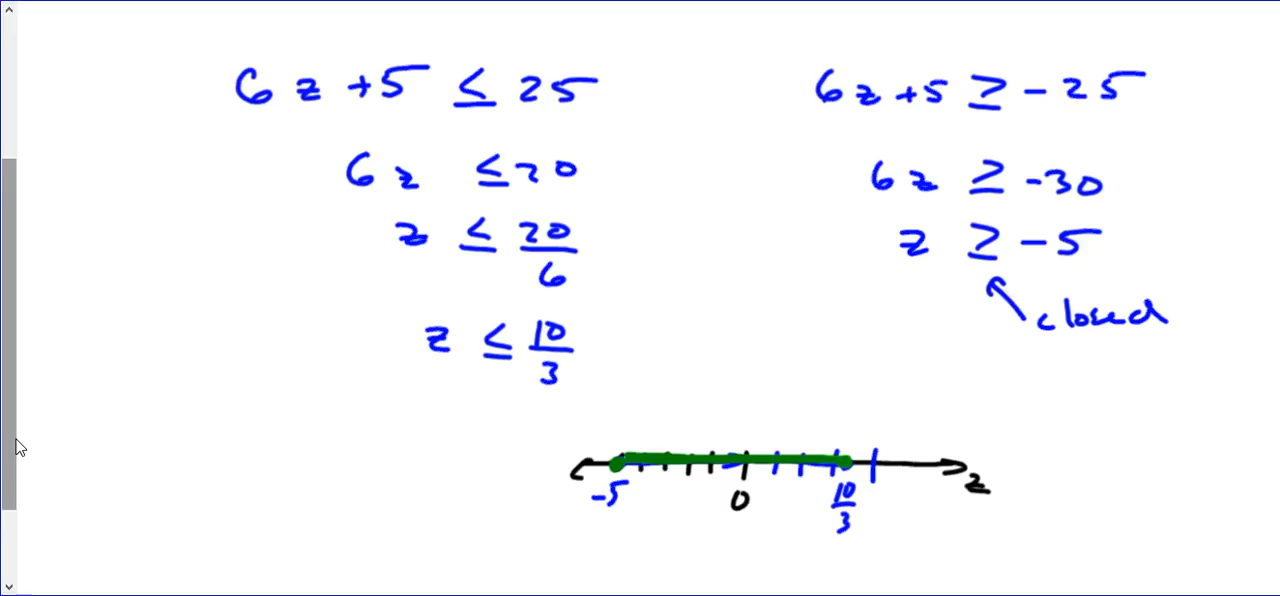 6z +5 ≤ 25
6z ≤ 20
z ≤ 20/6
z ≤ 10/3
6z +5 ≥ -25
6z ≥ -30
z ≥ -5
closed
-5 0 10/3 z